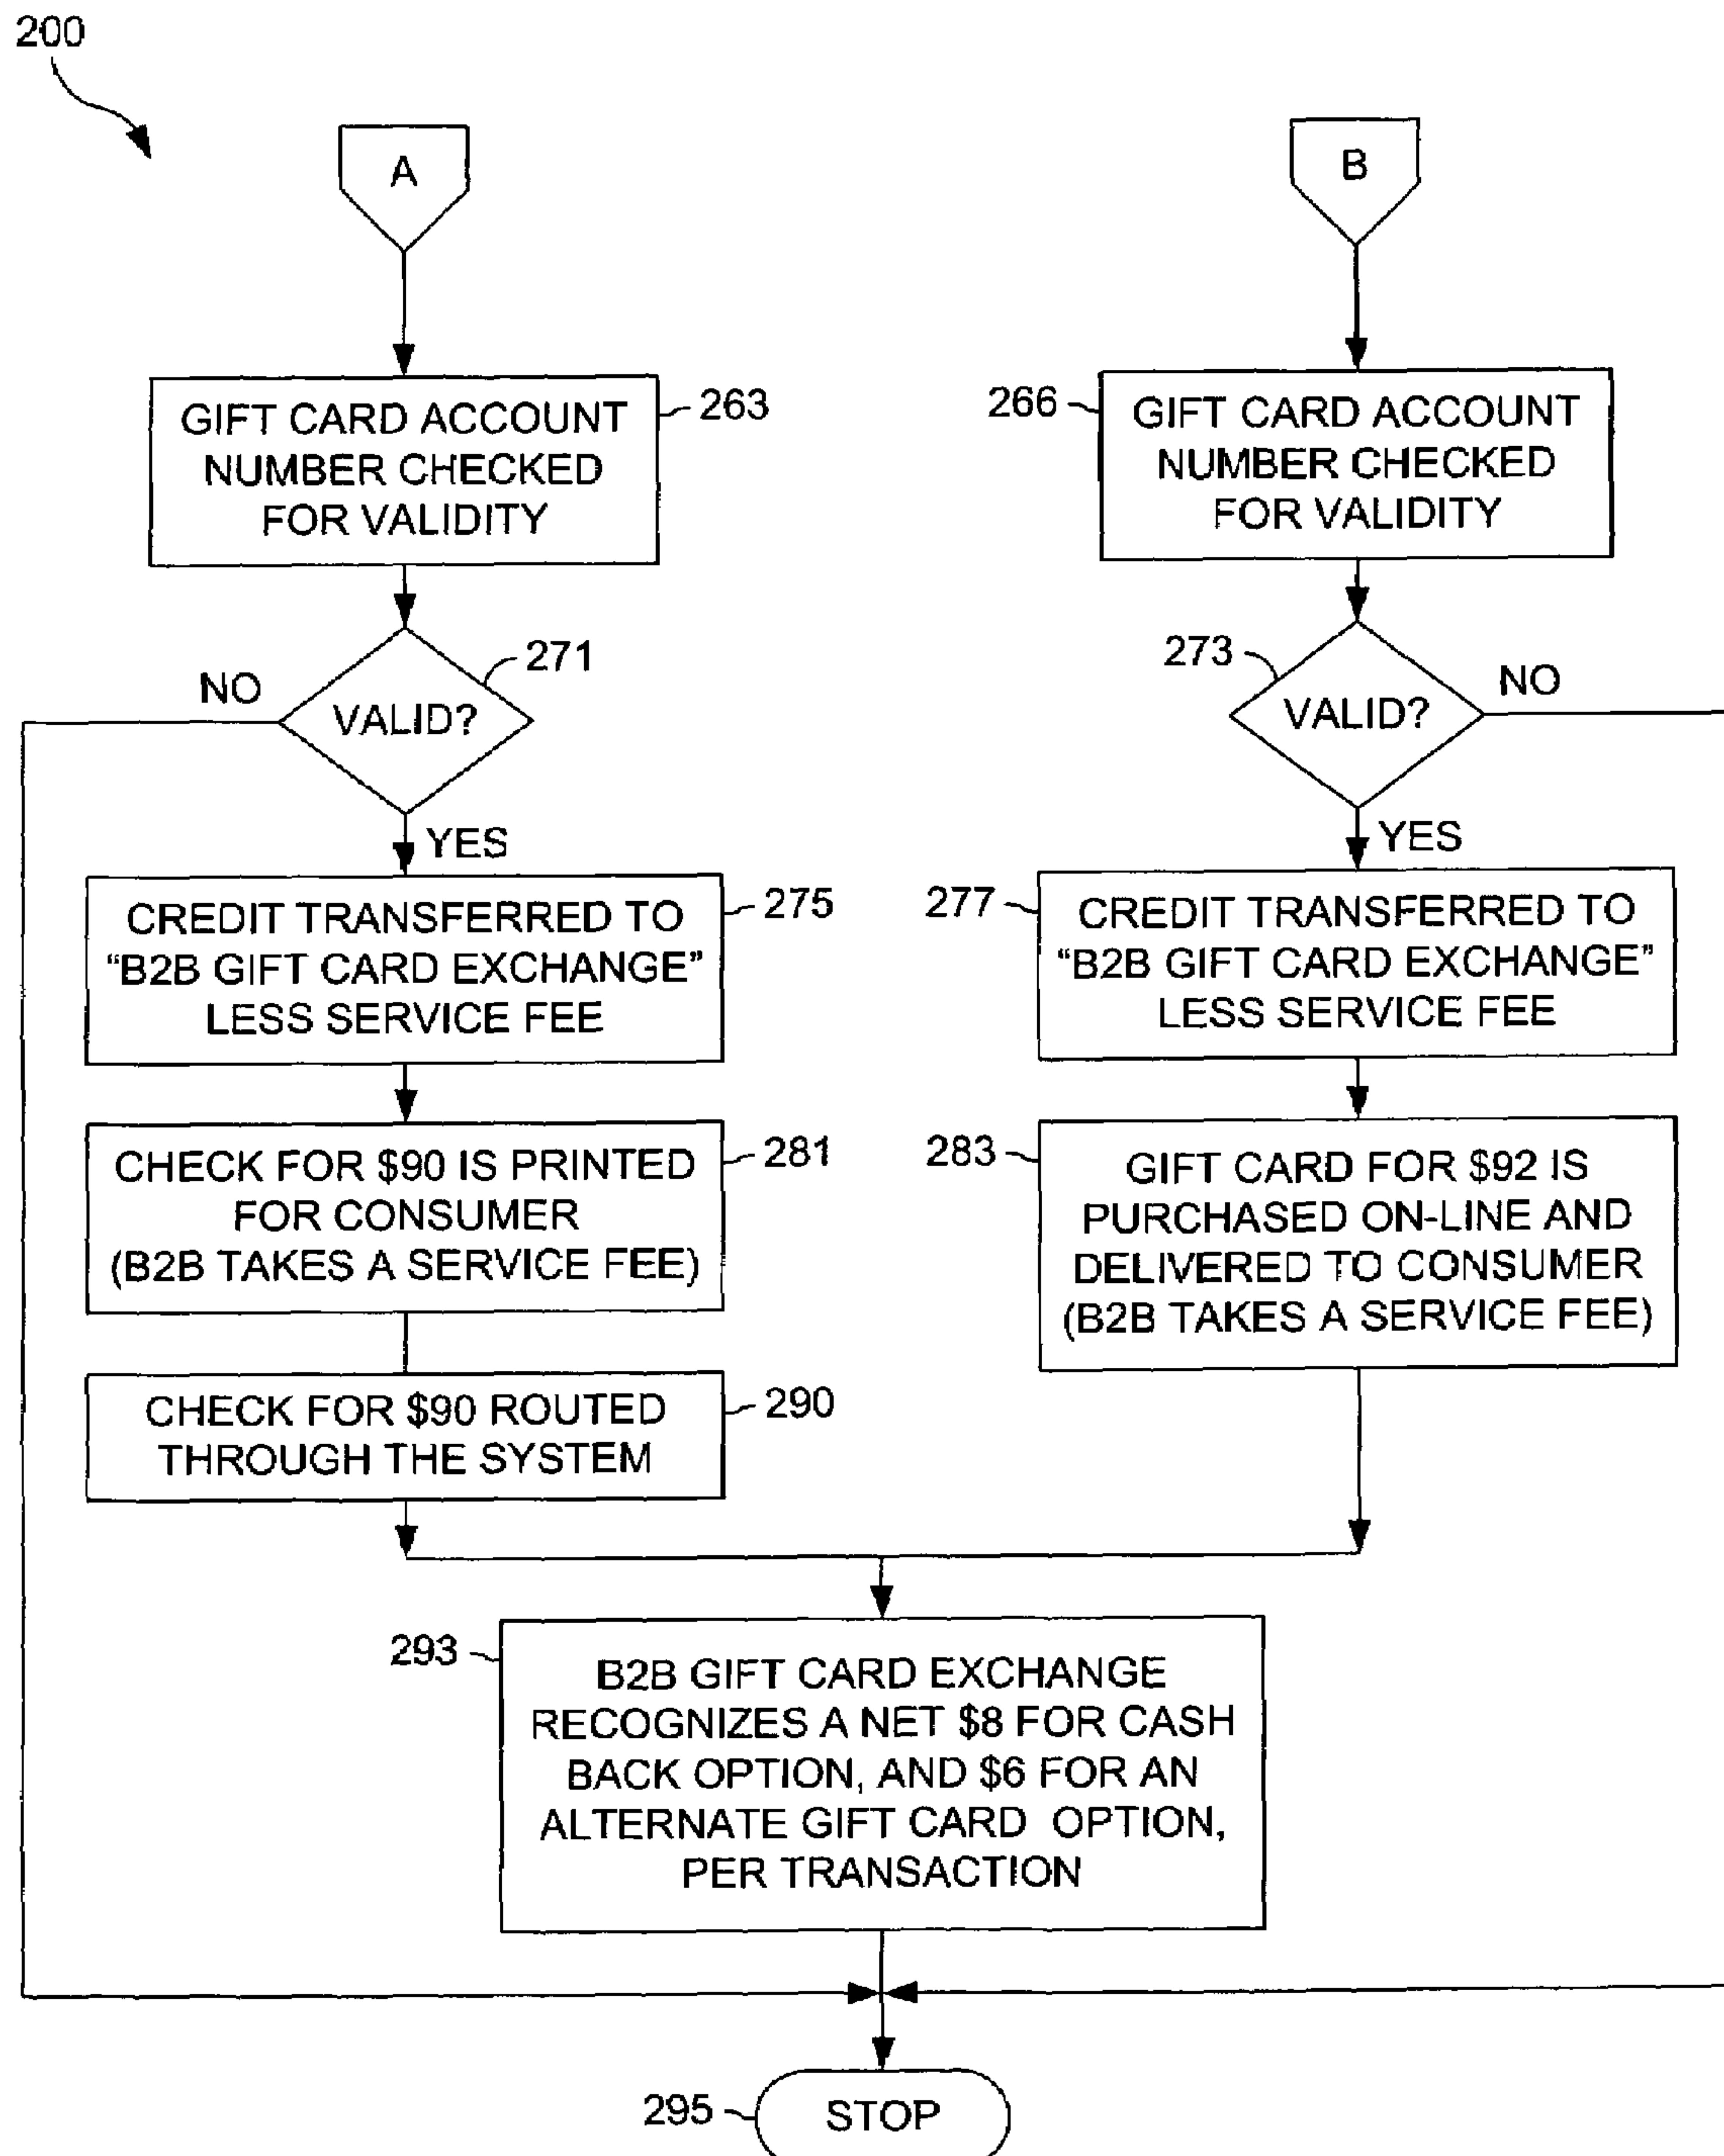 200
A
GIFT CARD ACCOUNT
NUMBER CHECKED
FOR VALIDITY
263
271
NO
VALID?
YES
CREDIT TRANSFERRED TO
“B2B GIFT CARD EXCHANGE”
LESS SERVICE FEE
275
CHECK FOR $90 IS PRINTED
FOR CONSUMER
(B2B TAKES A SERVICE FEE)
281
CHECK FOR $90 ROUTED
THROUGH THE SYSTEM
290
B
266
GIFT CARD ACCOUNT
NUMBER CHECKED
FOR VALIDITY
273
VALID?
NO
YES
277
CREDIT TRANSFERRED TO
“B2B GIFT CARD EXCHANGE”
LESS SERVICE FEE
283
GIFT CARD FOR $92 IS
PURCHASED ON-LINE AND
DELIVERED TO CONSUMER
(B2B TAKES A SERVICE FEE)
293
B2B GIFT CARD EXCHANGE
RECOGNIZES A NET $8 FOR CASH
BACK OPTION, AND $6 FOR AN
ALTERNATE GIFT CARD OPTION,
PER TRANSACTION
295
STOP